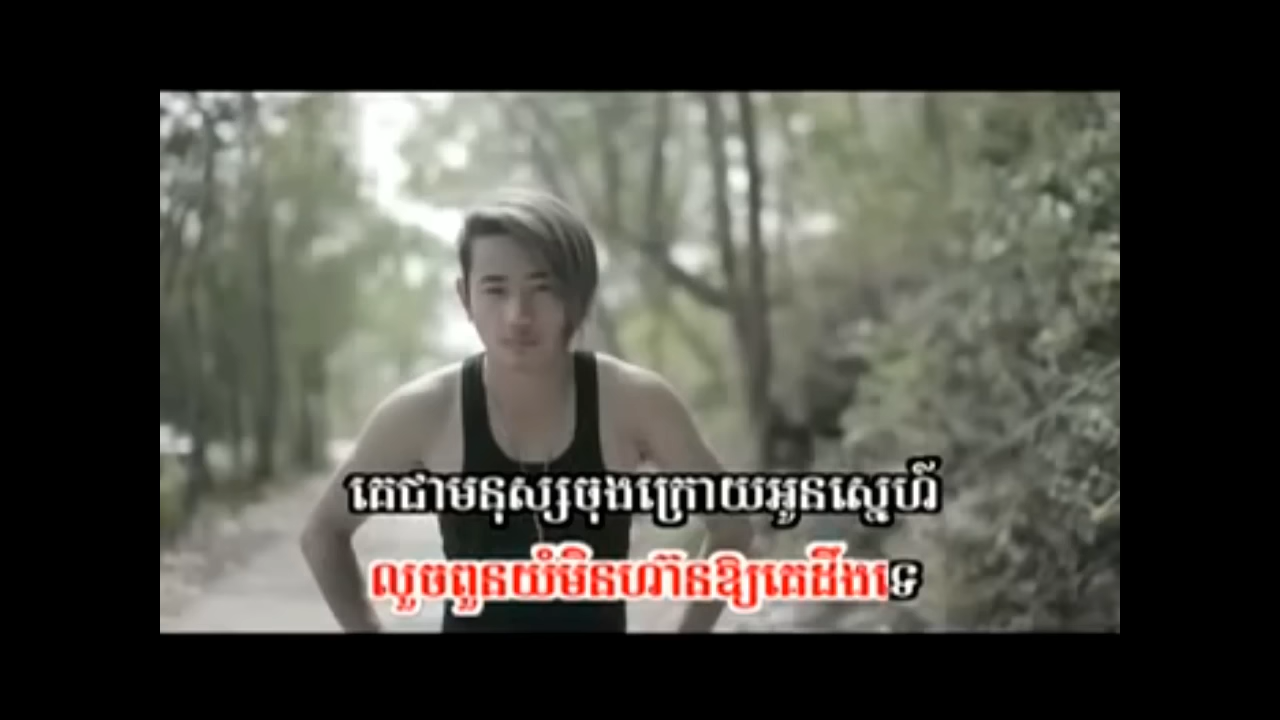 គេជាមនុស្សចុងក្រោយអូនស្នេហ៍
លួចពួនយំមិនហ៊ានឱ្យគេដឹងទេ